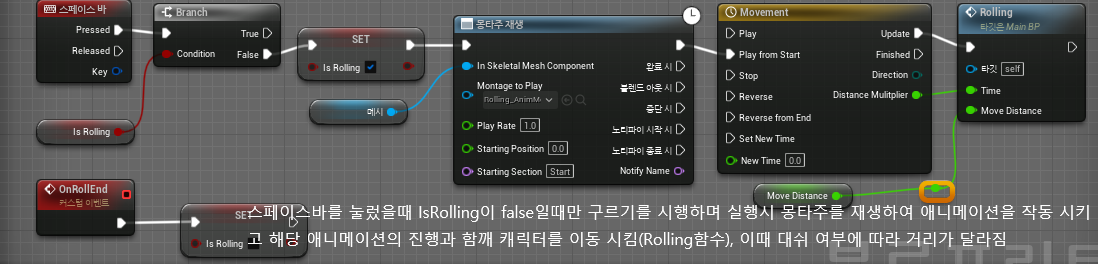 스페이스 바
Pressed
Released
Key
Branch
True
Condition
False
SET
Is Rolling
Is Rolling
메시
몽타주 재생
In Skeletal Mesh Component
완료 시
Montage to Play
블렌드 아웃 시
중단 시
Play Rate 1.0
노티파이 시작 시
Starting Position 0.0
노티파이 종료 시
Starting Section Start
Notify Name
Movement
Play
Update
Play from Start
Finished
Stop
Direction
Reverse
Distance Mulitplier
Reverse from End
Set New Time
New Time 0.0
Move Distance
Rolling
타깃은 Main BP
타깃 self
Time
Move Distance
OnRollEnd
커스텀 이벤트
SET
Is Rolling
스페이스바를 눌렀을때 IsRolling이 false일때만 구르기를 시행하며 실행시 몽타주를 재생하여 애니메이션을 작동 시키
고 해당 애니메이션의 진행과 함깨 캐릭터를 이동 시킴(Rolling함수), 이때 대쉬 여부에 따라 거리가 달라짐